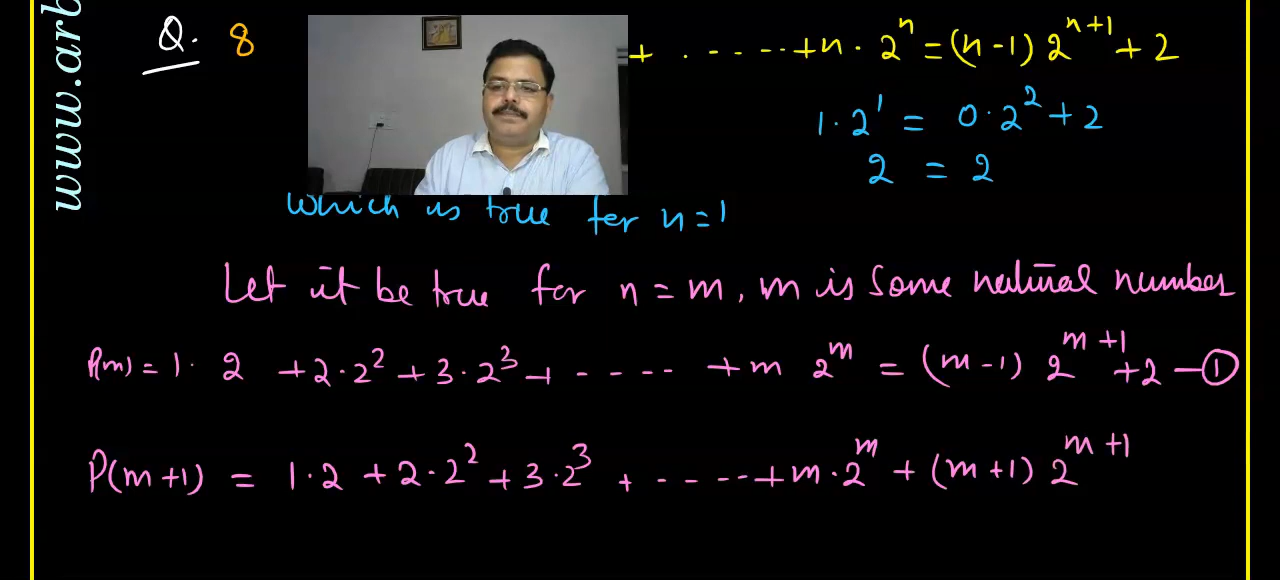 www.arb
Q. 8
+ ...... + n · 2ⁿ = (n-1) 2ⁿ⁺¹ + 2
1 · 2¹ = 0 · 2² + 2
2 = 2
which is true for n = 1
Let it be true for n = m, m is some natural number
P(m) = 1 · 2 + 2 · 2² + 3 · 2³ + - - - - - + m 2ᵐ = (m-1) 2ᵐ⁺¹ + 2 — ①
P(m+1) = 1 · 2 + 2 · 2² + 3 · 2³ + - - - - - + m · 2ᵐ + (m+1) 2ᵐ⁺¹